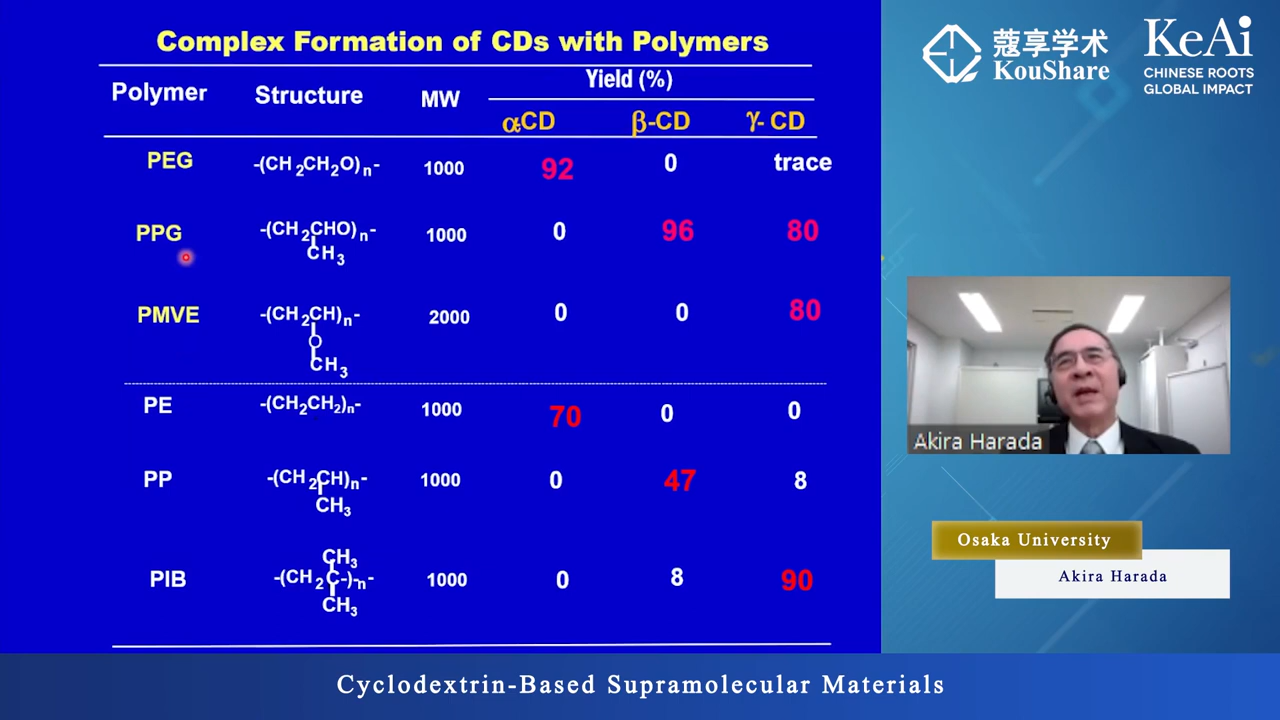 Complex Formation of CDs with Polymers
Polymer Structure MW Yield (%)
αCD β-CD γ- CD
PEG -(CH2CH2O)n- 1000 92 0 trace
PPG -(CH2CHO)n- 1000 0 96 80
CH3
PMVE -(CH2CH)n- 2000 0 0 80
O
CH3
PE -(CH2CH2)n- 1000 70 0 0
PP -(CH2CH)n- 1000 0 47 8
CH3
CH3
PIB -(CH2C-)-n- 1000 0 8 90
CH3
蔻享学术
KouShare
KeAi
CHINESE ROOTS
GLOBAL IMPACT
Akira Harada
Osaka University
Akira Harada
Cyclodextrin-Based Supramolecular Materials